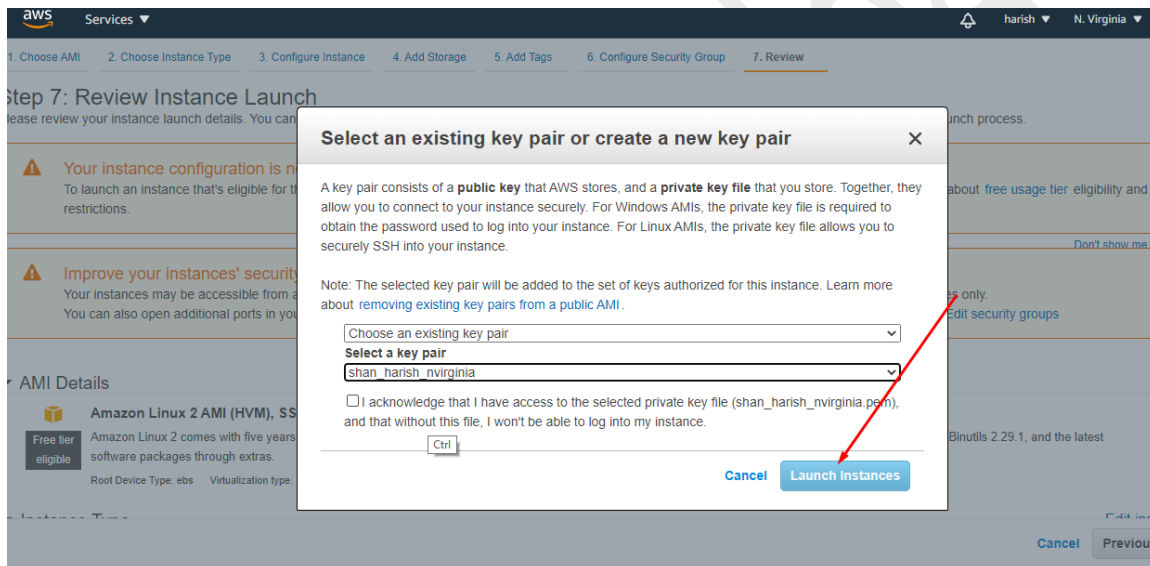 aws Services ▼ harish ▼ N. Virginia ▼
1. Choose AMI 2. Choose Instance Type 3. Configure Instance 4. Add Storage 5. Add Tags 6. Configure Security Group 7. Review
Step 7: Review Instance Launch
lease review your instance launch details. You can unch process.
Your instance configuration is n
To launch an instance that's eligible for th about free usage tier eligibility and
restrictions.
Don't show me
Improve your instances' security
Your instances may be accessible from a es only.
You can also open additional ports in you Edit security groups
Select an existing key pair or create a new key pair
A key pair consists of a public key that AWS stores, and a private key file that you store. Together, they
allow you to connect to your instance securely. For Windows AMIs, the private key file is required to
obtain the password used to log into your instance. For Linux AMIs, the private key file allows you to
securely SSH into your instance.
Note: The selected key pair will be added to the set of keys authorized for this instance. Learn more
about removing existing key pairs from a public AMI.
Choose an existing key pair
Select a key pair
shan_harish_nvirginia
I acknowledge that I have access to the selected private key file (shan_harish_nvirginia.pem),
and that without this file, I won't be able to log into my instance.
Ctrl
Cancel Launch Instances
AMI Details
Amazon Linux 2 AMI (HVM), SS
Free tier
eligible
Amazon Linux 2 comes with five years Binutils 2.29.1, and the latest
software packages through extras.
Root Device Type: ebs Virtualization type:
Cancel Previou